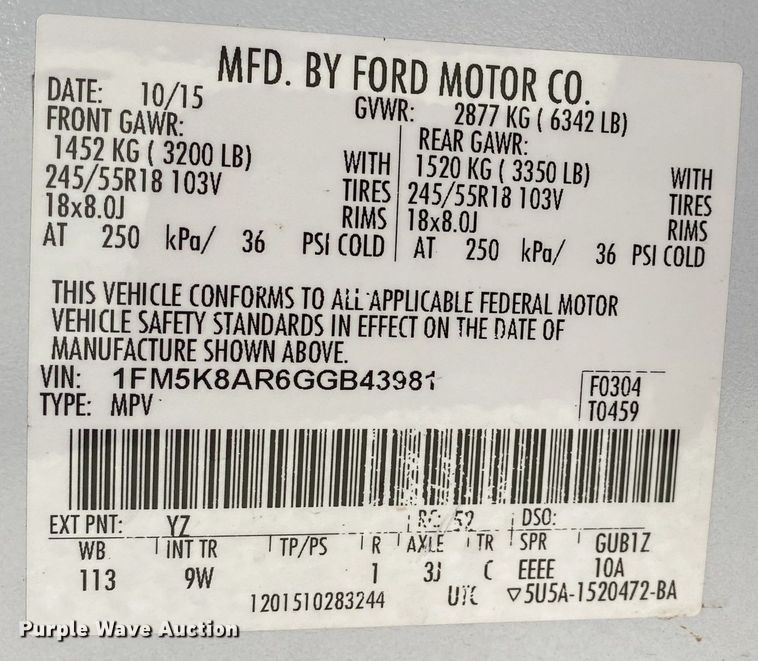 MFD. BY FORD MOTOR CO.
DATE: 10/15 GVWR: 2877 KG ( 6342 LB)
FRONT GAWR: REAR GAWR:
1452 KG ( 3200 LB) WITH 1520 KG ( 3350 LB) WITH
245/55R18 103V TIRES 245/55R18 103V TIRES
18x8.0J RIMS 18x8.0J RIMS
AT 250 kPa/ 36 PSI COLD AT 250 kPa/ 36 PSI COLD
THIS VEHICLE CONFORMS TO ALL APPLICABLE FEDERAL MOTOR
VEHICLE SAFETY STANDARDS IN EFFECT ON THE DATE OF
MANUFACTURE SHOWN ABOVE.
VIN: 1FM5K8AR6GGB43981 F0304
TYPE: MPV T0459
EXT PNT: YZ RC: 52 DSO:
WB INT TR TP/PS R AXLE TR SPR GUB1Z
113 9W 1 3J C EEEE 10A
1201510283244 UTC ▽5U5A-1520472-BA
Purple Wave Auction